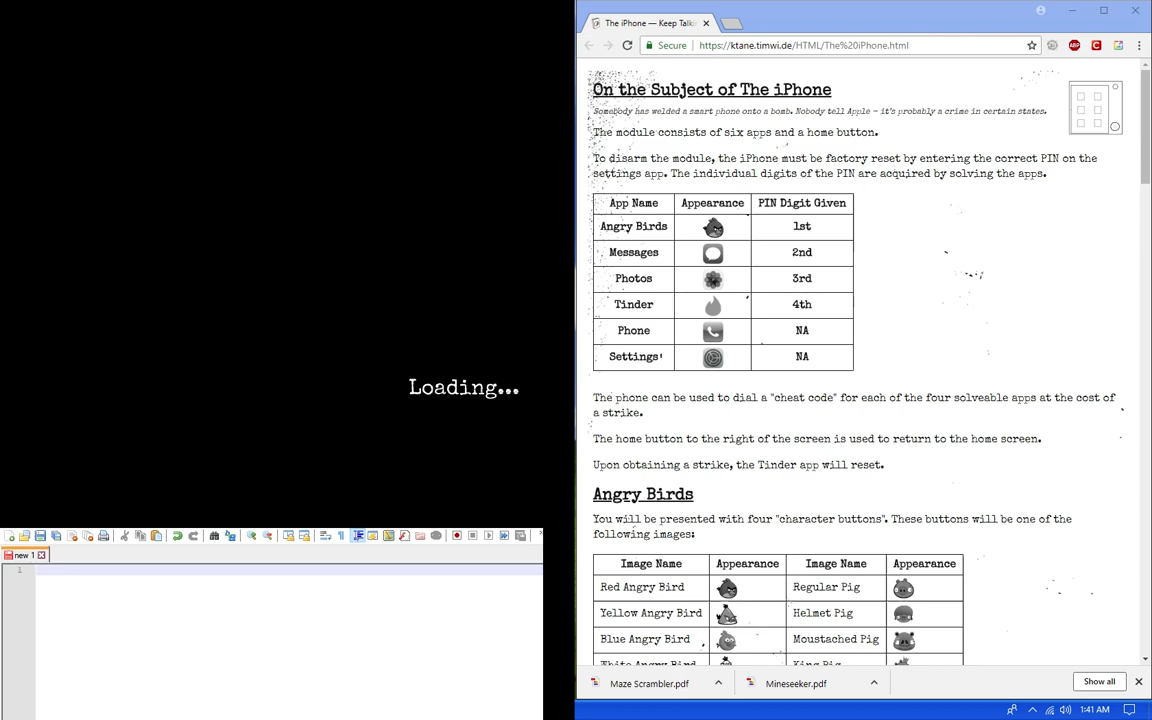 Loading...
new 1
1
The iPhone — Keep Talki
Secure
https://ktane.timwi.de/HTML/The%20iPhone.html
ABP
On the Subject of The iPhone
Somebody has welded a smart phone onto a bomb. Nobody tell Apple – it's probably a crime in certain states.
The module consists of six apps and a home button.
To disarm the module, the iPhone must be factory reset by entering the correct PIN on the
settings app. The individual digits of the PIN are acquired by solving the apps.
App Name Appearance PIN Digit Given
Angry Birds 1st
Messages 2nd
Photos 3rd
Tinder 4th
Phone NA
Settings NA
The phone can be used to dial a "cheat code" for each of the four solveable apps at the cost of
a strike.
The home button to the right of the screen is used to return to the home screen.
Upon obtaining a strike, the Tinder app will reset.
Angry Birds
You will be presented with four "character buttons". These buttons will be one of the
following images:
Image Name Appearance Image Name Appearance
Red Angry Bird Regular Pig
Yellow Angry Bird Helmet Pig
Blue Angry Bird Moustached Pig
White Angry Bird King Pig
Maze Scrambler.pdf
Mineseeker.pdf
Show all
1:41 AM